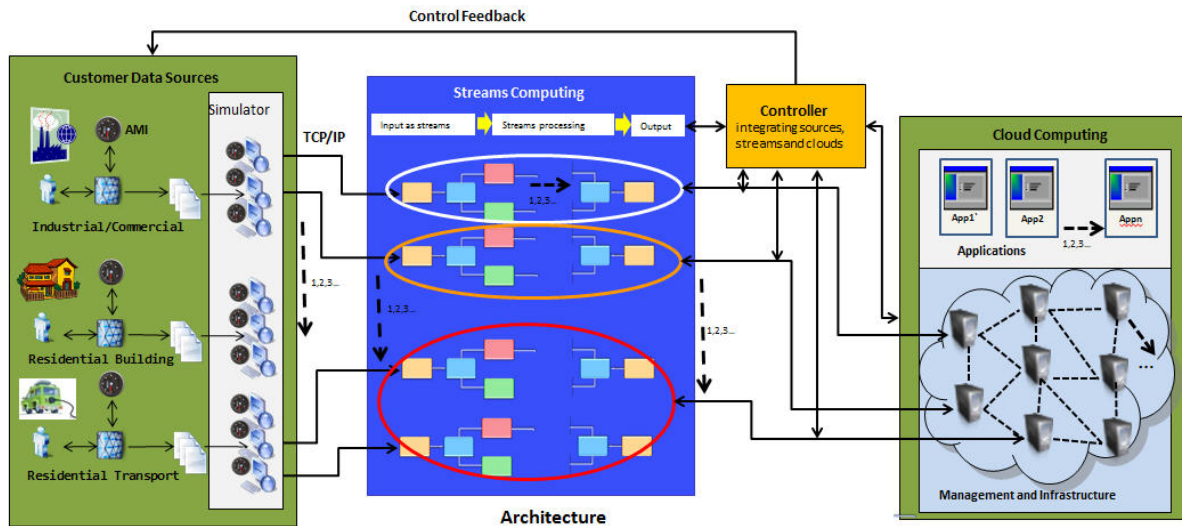 Control Feedback
Customer Data Sources
Simulator
AMI
Industrial/Commercial
Residential Building
Residential Transport
TCP/IP
1,2,3...
Streams Computing
Input as streams
Streams processing
Output
1,2,3...
1,2,3...
1,2,3...
Controller
integrating sources,
streams and clouds
Cloud Computing
App1'
App2
Appn
1,2,3...
Applications
...
Management and Infrastructure
Architecture